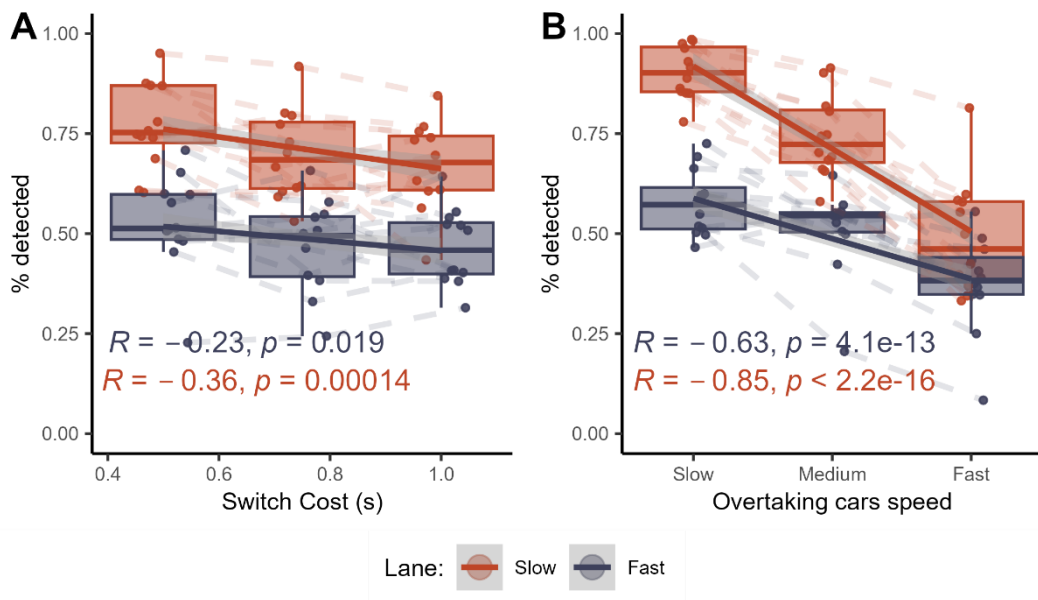 A
% detected
1.00
0.75
0.50
0.25
0.00
R = −0.23, p = 0.019
R = −0.36, p = 0.00014
0.4 0.6 0.8 1.0
Switch Cost (s)
B
% detected
1.00
0.75
0.50
0.25
0.00
R = −0.63, p = 4.1e-13
R = −0.85, p < 2.2e-16
Slow Medium Fast
Overtaking cars speed
Lane: Slow Fast